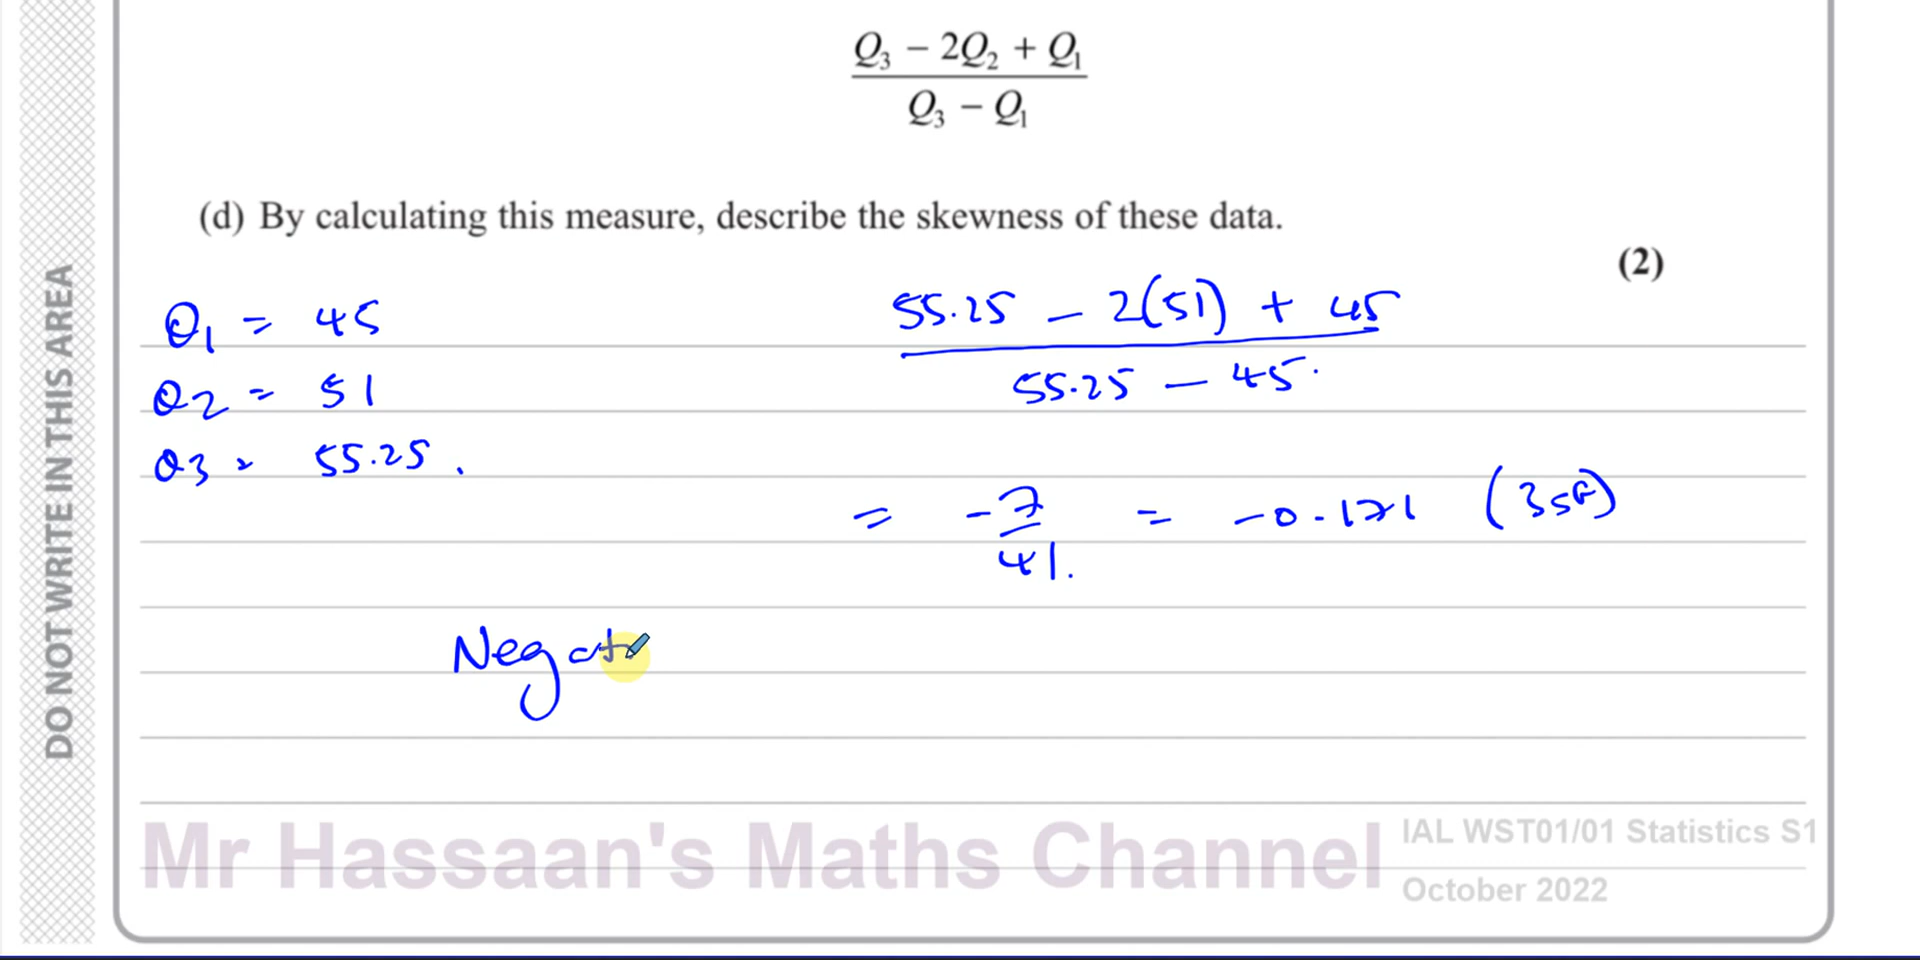 Q₃ − 2Q₂ + Q₁
Q₃ − Q₁
(d) By calculating this measure, describe the skewness of these data.
(2)
Q1 = 45
Q2 = 51
Q3 = 55.25.
55.25 − 2(51) + 45
55.25 − 45.
= −7/41. = −0.171 (3SF)
Negati
DO NOT WRITE IN THIS AREA
Mr Hassaan's Maths Channel
IAL WST01/01 Statistics S1
October 2022